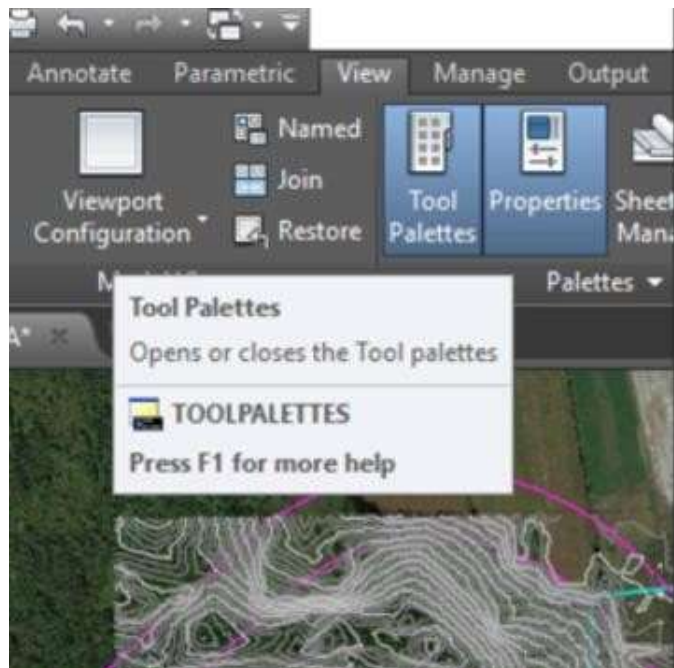 Annotate Parametric View Manage Output
Named
Join
Restore
Viewport
Configuration
Tool
Palettes
Properties
Sheet
Palettes
Tool Palettes
Opens or closes the Tool palettes
TOOLPALETTES
Press F1 for more help
A*